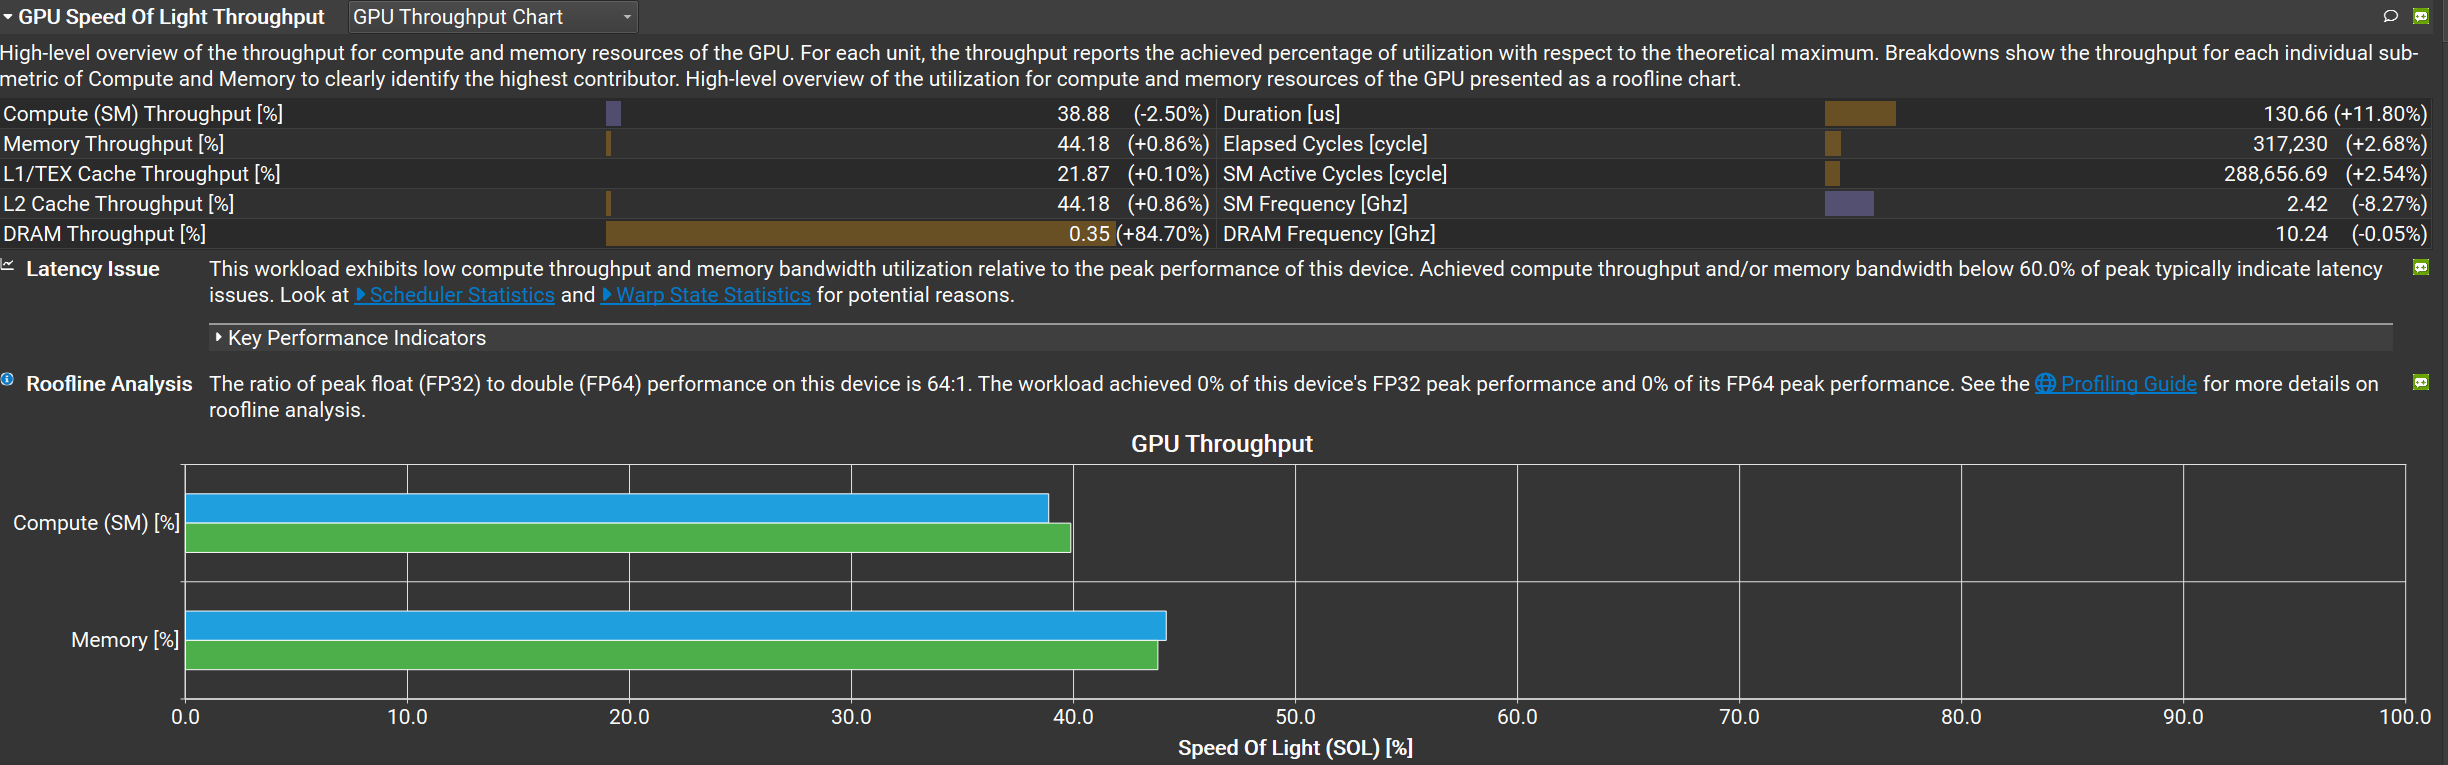 GPU Speed Of Light Throughput GPU Throughput Chart
High-level overview of the throughput for compute and memory resources of the GPU. For each unit, the throughput reports the achieved percentage of utilization with respect to the theoretical maximum. Breakdowns show the throughput for each individual sub-
metric of Compute and Memory to clearly identify the highest contributor. High-level overview of the utilization for compute and memory resources of the GPU presented as a roofline chart.
Compute (SM) Throughput [%] 38.88 (-2.50%) Duration [us] 130.66 (+11.80%)
Memory Throughput [%] 44.18 (+0.86%) Elapsed Cycles [cycle] 317,230 (+2.68%)
L1/TEX Cache Throughput [%] 21.87 (+0.10%) SM Active Cycles [cycle] 288,656.69 (+2.54%)
L2 Cache Throughput [%] 44.18 (+0.86%) SM Frequency [Ghz] 2.42 (-8.27%)
DRAM Throughput [%] 0.35 (+84.70%) DRAM Frequency [Ghz] 10.24 (-0.05%)
Latency Issue This workload exhibits low compute throughput and memory bandwidth utilization relative to the peak performance of this device. Achieved compute throughput and/or memory bandwidth below 60.0% of peak typically indicate latency
issues. Look at Scheduler Statistics and Warp State Statistics for potential reasons.
Key Performance Indicators
Roofline Analysis The ratio of peak float (FP32) to double (FP64) performance on this device is 64:1. The workload achieved 0% of this device's FP32 peak performance and 0% of its FP64 peak performance. See the Profiling Guide for more details on
roofline analysis.
GPU Throughput
Compute (SM) [%]
Memory [%]
0.0 10.0 20.0 30.0 40.0 50.0 60.0 70.0 80.0 90.0 100.0
Speed Of Light (SOL) [%]